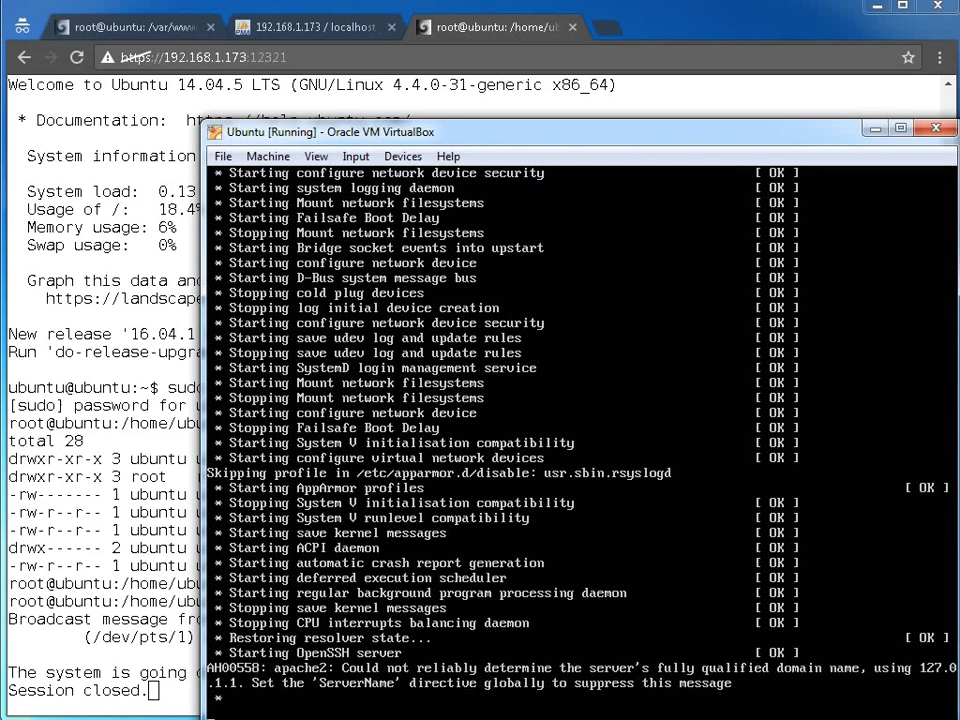 root@ubuntu: /var/www
192.168.1.173 / localhost
root@ubuntu: /home/ub
https://192.168.1.173:12321
Welcome to Ubuntu 14.04.5 LTS (GNU/Linux 4.4.0-31-generic x86_64)
* Documentation: https://help.ubuntu.com/
System information
System load: 0.13
Usage of /: 18.4%
Memory usage: 6%
Swap usage: 0%
Graph this data and
https://landscape
New release '16.04.1
Run 'do-release-upgra
ubuntu@ubuntu:~$ sudo
[sudo] password for u
root@ubuntu:/home/ubu
total 28
drwxr-xr-x 3 ubuntu u
drwxr-xr-x 3 root
-rw------- 1 ubuntu u
-rw-r--r-- 1 ubuntu u
-rw-r--r-- 1 ubuntu u
drwx------ 2 ubuntu u
-rw-r--r-- 1 ubuntu u
root@ubuntu:/home/ubu
root@ubuntu:/home/ubu
Broadcast message fro
(/dev/pts/1)
The system is going d
Session closed.
Ubuntu [Running] - Oracle VM VirtualBox
File Machine View Input Devices Help
* Starting configure network device security [ OK ]
* Starting system logging daemon [ OK ]
* Starting Mount network filesystems [ OK ]
* Starting Failsafe Boot Delay [ OK ]
* Stopping Mount network filesystems [ OK ]
* Starting Bridge socket events into upstart [ OK ]
* Starting configure network device [ OK ]
* Starting D-Bus system message bus [ OK ]
* Stopping cold plug devices [ OK ]
* Stopping log initial device creation [ OK ]
* Starting configure network device security [ OK ]
* Starting save udev log and update rules [ OK ]
* Stopping save udev log and update rules [ OK ]
* Starting SystemD login management service [ OK ]
* Starting Mount network filesystems [ OK ]
* Stopping Mount network filesystems [ OK ]
* Starting configure network device [ OK ]
* Stopping Failsafe Boot Delay [ OK ]
* Starting System V initialisation compatibility [ OK ]
* Starting configure virtual network devices [ OK ]
Skipping profile in /etc/apparmor.d/disable: usr.sbin.rsyslogd
* Starting AppArmor profiles [ OK ]
* Stopping System V initialisation compatibility [ OK ]
* Starting System V runlevel compatibility [ OK ]
* Starting save kernel messages [ OK ]
* Starting ACPI daemon [ OK ]
* Starting automatic crash report generation [ OK ]
* Starting deferred execution scheduler [ OK ]
* Starting regular background program processing daemon [ OK ]
* Stopping save kernel messages [ OK ]
* Stopping CPU interrupts balancing daemon [ OK ]
* Restoring resolver state... [ OK ]
* Starting OpenSSH server [ OK ]
AH00558: apache2: Could not reliably determine the server's fully qualified domain name, using 127.0
.1.1. Set the 'ServerName' directive globally to suppress this message
*